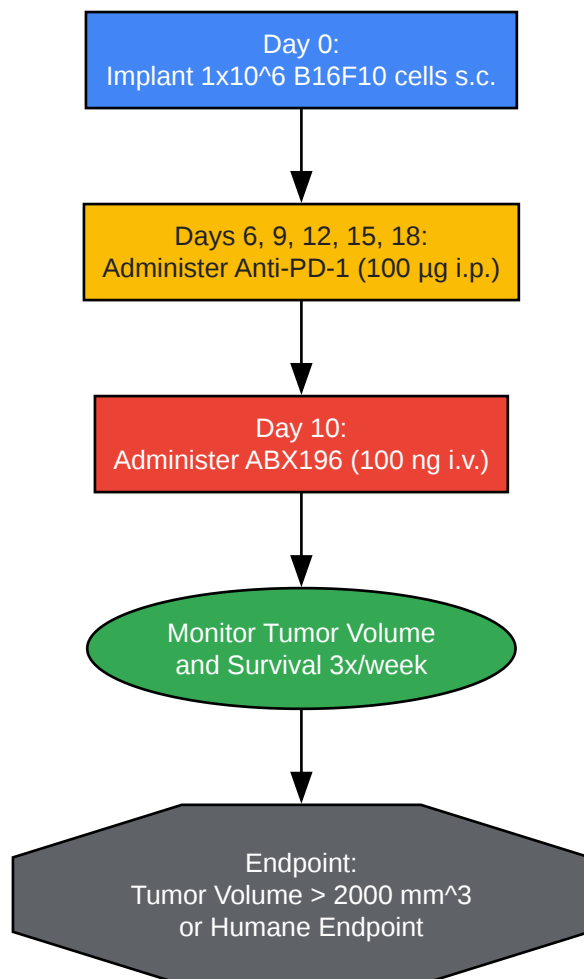 Day 0:
Implant 1x10^6 B16F10 cells s.c.
Days 6, 9, 12, 15, 18:
Administer Anti-PD-1 (100 µg i.p.)
Day 10:
Administer ABX196 (100 ng i.v.)
Monitor Tumor Volume
and Survival 3x/week
Endpoint:
Tumor Volume > 2000 mm^3
or Humane Endpoint